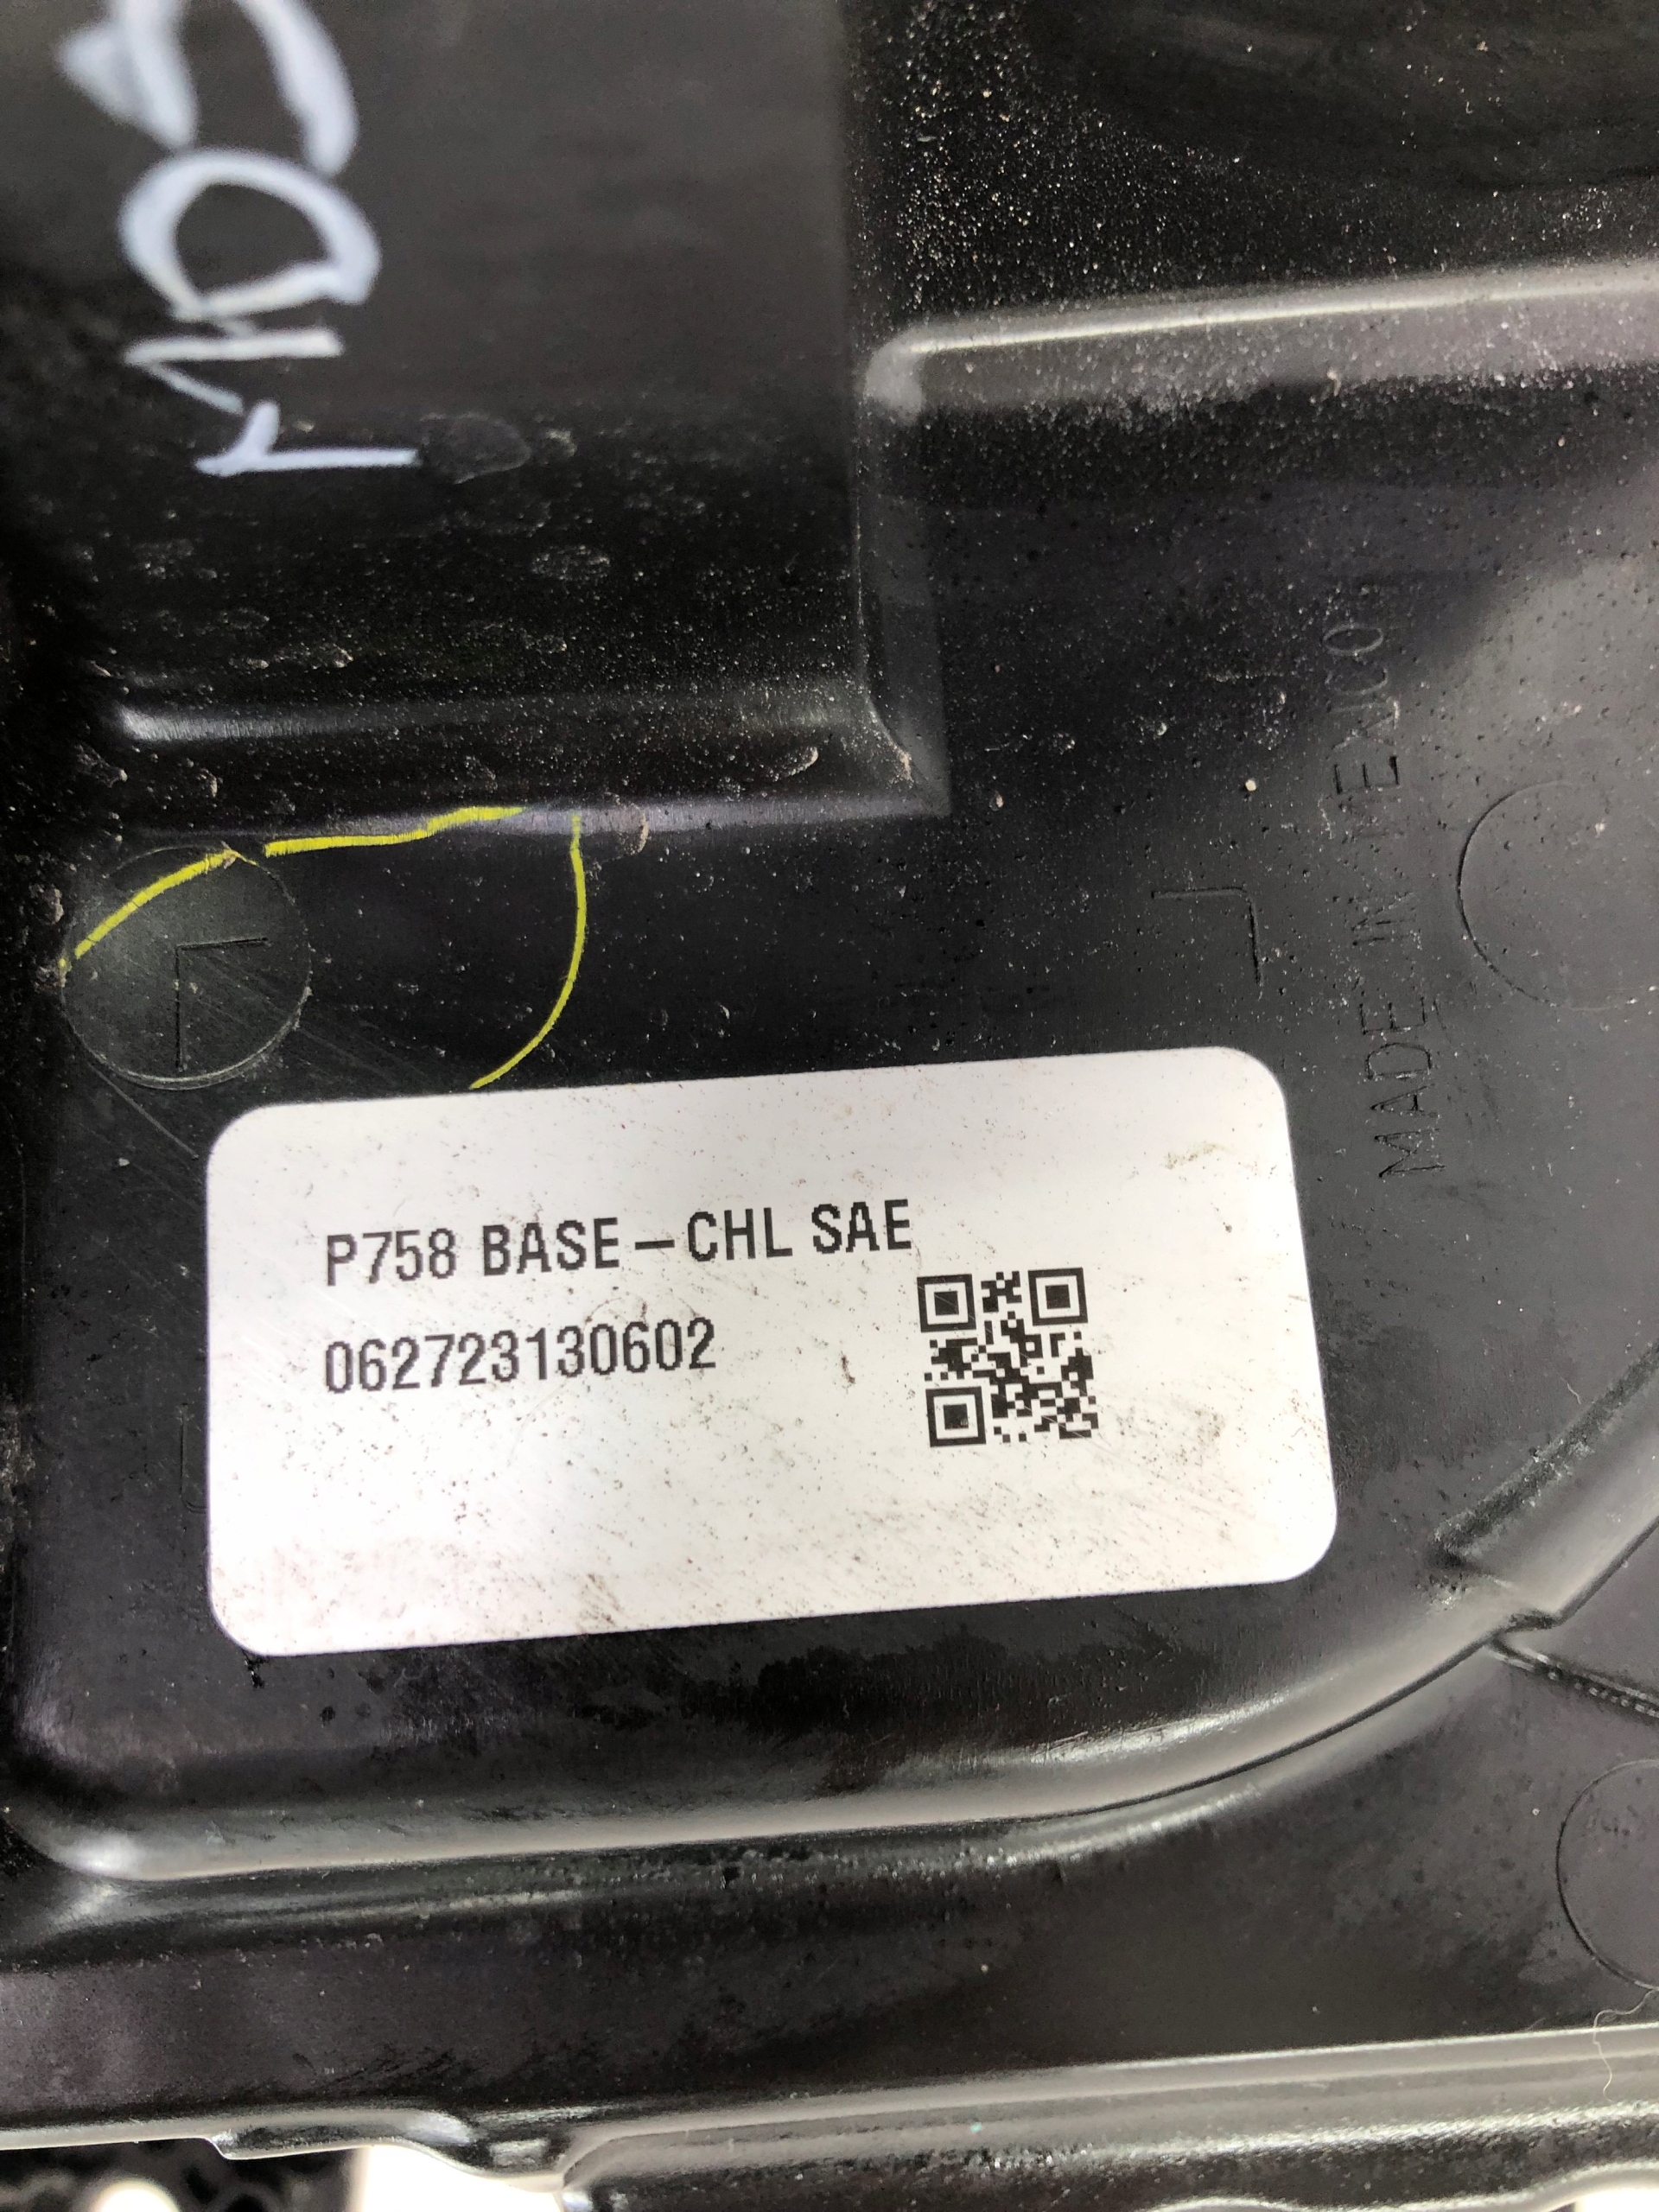 P758 BASE – CHL SAE
062723130602
MADE IN MEXICO